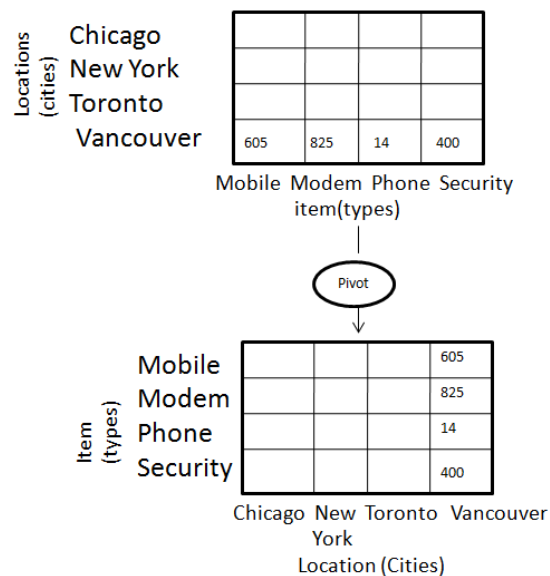 Locations
(cities)
Chicago
New York
Toronto
Vancouver
605 825 14 400
Mobile Modem Phone Security
item(types)
Pivot
Item
(types)
Mobile 605
Modem 825
Phone 14
Security 400
Chicago New Toronto Vancouver
York
Location (Cities)